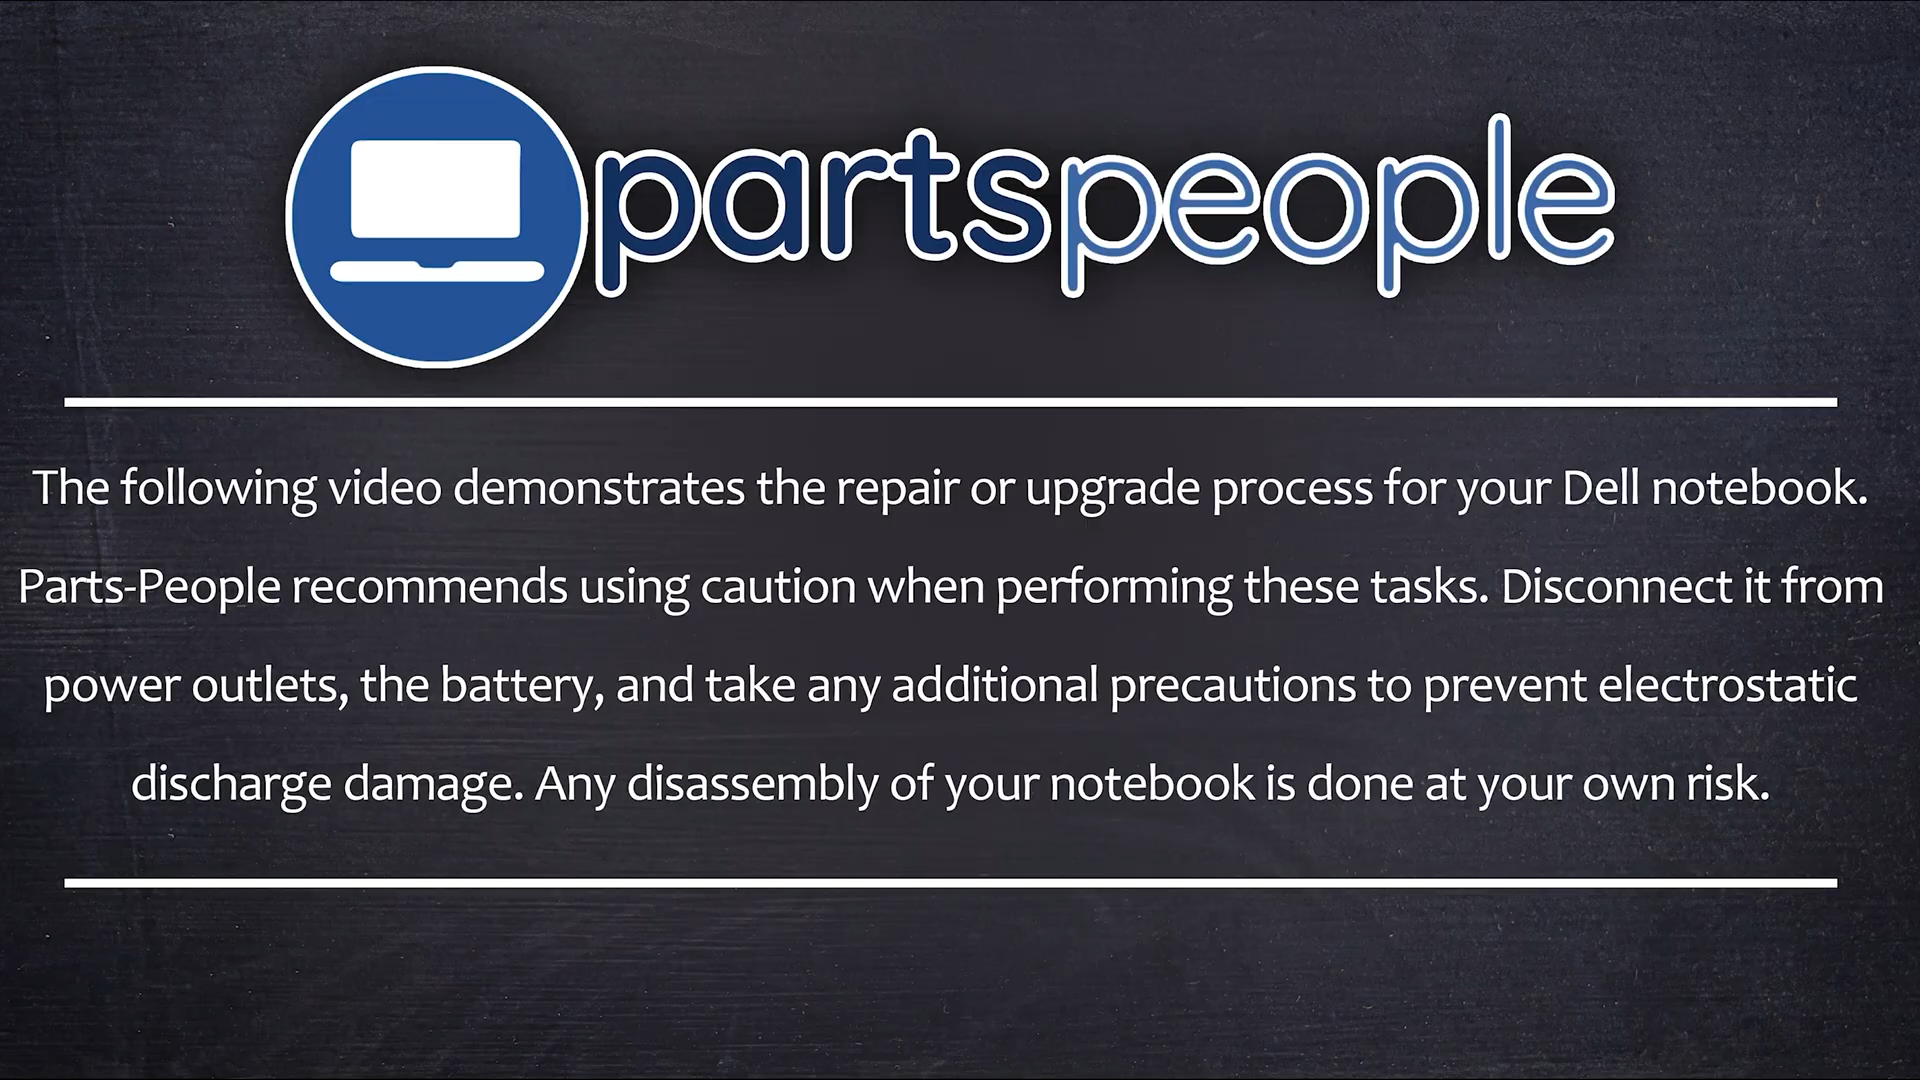 partspeople
The following video demonstrates the repair or upgrade process for your Dell notebook.
Parts-People recommends using caution when performing these tasks. Disconnect it from
power outlets, the battery, and take any additional precautions to prevent electrostatic
discharge damage. Any disassembly of your notebook is done at your own risk.